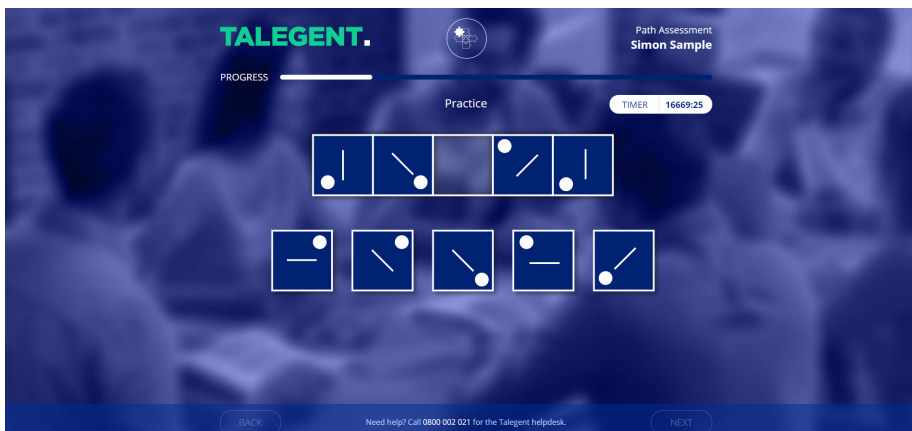 TALEGENT.
Path Assessment
Simon Sample
PROGRESS
Practice
TIMER 16669:25
BACK
Need help? Call 0800 002 021 for the Talegent helpdesk.
NEXT